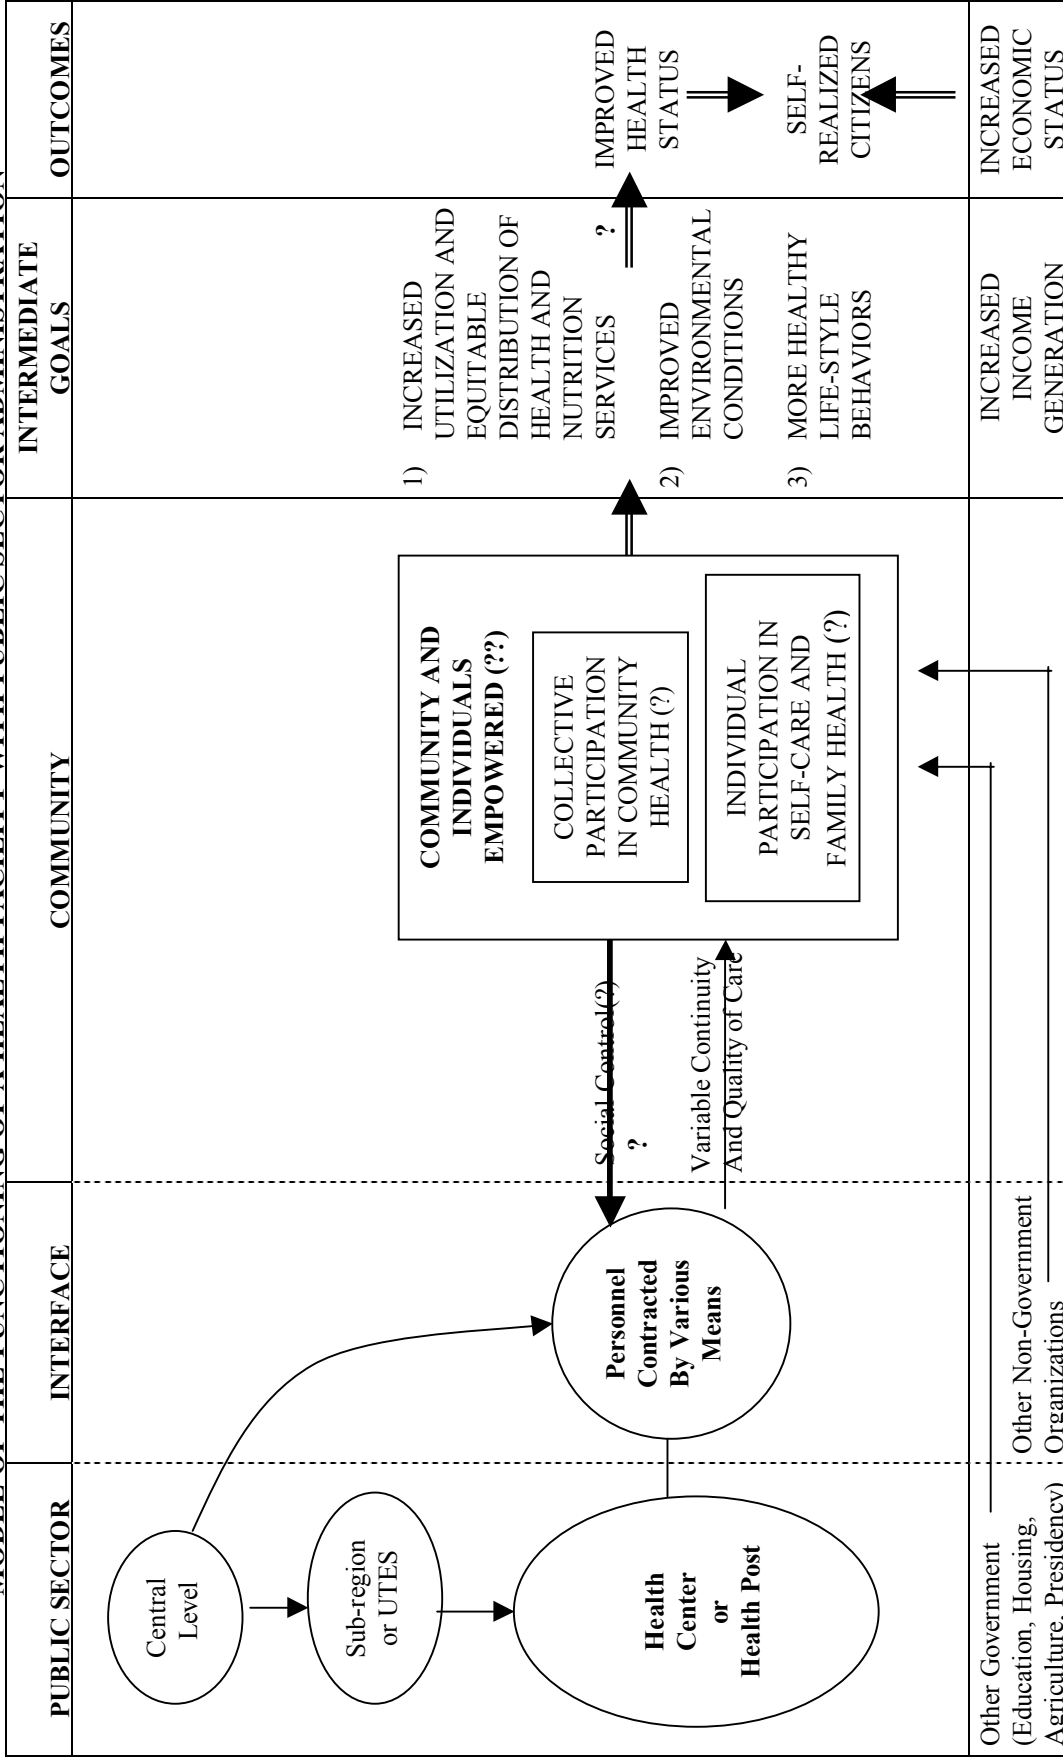 MODEL OF THE FUNCTIONING OF A HEALTH FACILITY WITH PUBLIC SECTOR ADMINISTRATION
PUBLIC SECTOR
INTERFACE
COMMUNITY
INTERMEDIATE
GOALS
OUTCOMES
Central
Level
Sub-region
or UTES
Health
Center
or
Health Post
Personnel
Contracted
By Various
Means
Social Control(?)
?
Variable Continuity
And Quality of Care
COMMUNITY AND
INDIVIDUALS
EMPOWERED (??)
COLLECTIVE
PARTICIPATION
IN COMMUNITY
HEALTH (?)
INDIVIDUAL
PARTICIPATION IN
SELF-CARE AND
FAMILY HEALTH (?)
1) INCREASED
UTILIZATION AND
EQUITABLE
DISTRIBUTION OF
HEALTH AND
NUTRITION
SERVICES
?
2) IMPROVED
ENVIRONMENTAL
CONDITIONS
3) MORE HEALTHY
LIFE-STYLE
BEHAVIORS
IMPROVED
HEALTH
STATUS
SELF-
REALIZED
CITIZENS
Other Government
(Education, Housing,
Agriculture, Presidency)
Other Non-Government
Organizations
INCREASED
INCOME
GENERATION
INCREASED
ECONOMIC
STATUS